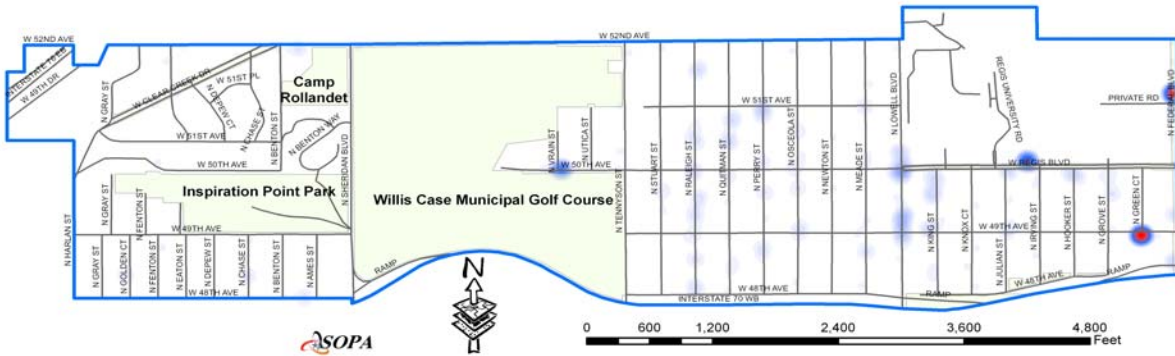 W 52ND AVE
W 52ND AVE
INTERSTATE 70 EB
W 49TH DR
N GRAY ST
W CLEAR CREEK DR
W 51ST PL
N DEPEW CT
N CHASE ST
N BENTON ST
Camp
Rollandet
N BENTON WAY
N SHERIDAN BLVD
W 51ST AVE
W 50TH AVE
Inspiration Point Park
N GRAY ST
N FENTON ST
W 49TH AVE
N HARLAN ST
N GRAY ST
N GOLDEN CT
N FENTON ST
N EATON ST
N DEPEW ST
N CHASE ST
N BENTON ST
N AMES ST
W 48TH AVE
RAMP
Willis Case Municipal Golf Course
N VRAIN ST
N UTICA ST
W 50TH AVE
N TENNYSON ST
N STUART ST
N RALEIGH ST
N QUITMAN ST
N PERRY ST
N OSCEOLA ST
N NEWTON ST
N MEADE ST
N LOWELL BLVD
W 51ST AVE
W 49TH AVE
W 48TH AVE
INTERSTATE 70 WB
REGIS UNIVERSITY RD
PRIVATE RD
W REGIS BLVD
N KING ST
N KNOX CT
N JULIAN ST
N IRVING ST
N HOOKER ST
N GROVE ST
N GREEN CT
W 49TH AVE
W 48TH AVE
RAMP
RAMP
N
SOPA
0 600 1,200 2,400 3,600 4,800
Feet